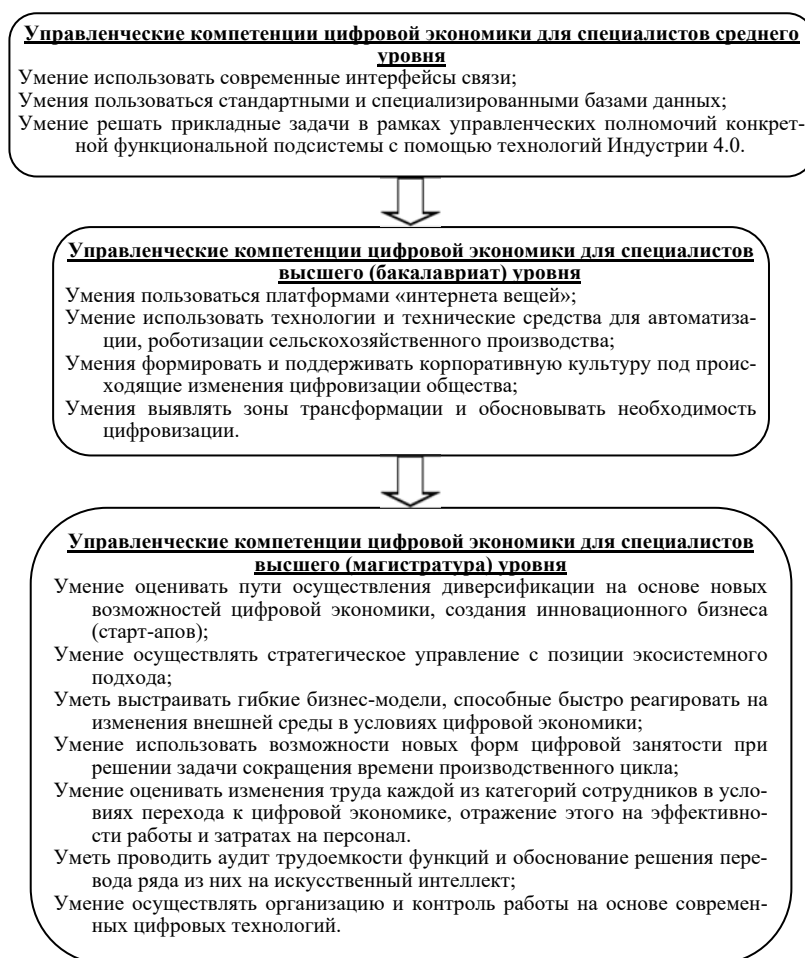 Управленческие компетенции цифровой экономики для специалистов среднего
уровня
Умение использовать современные интерфейсы связи;
Умения пользоваться стандартными и специализированными базами данных;
Умение решать прикладные задачи в рамках управленческих полномочий конкрет-
ной функциональной подсистемы с помощью технологий Индустрии 4.0.
Управленческие компетенции цифровой экономики для специалистов
высшего (бакалавриат) уровня
Умения пользоваться платформами «интернета вещей»;
Умение использовать технологии и технические средства для автоматиза-
ции, роботизации сельскохозяйственного производства;
Умения формировать и поддерживать корпоративную культуру под проис-
ходящие изменения цифровизации общества;
Умения выявлять зоны трансформации и обосновывать необходимость
цифровизации.
Управленческие компетенции цифровой экономики для специалистов
высшего (магистратура) уровня
Умение оценивать пути осуществления диверсификации на основе новых
возможностей цифровой экономики, создания инновационного бизнеса
(старт-апов);
Умение осуществлять стратегическое управление с позиции экосистемного
подхода;
Уметь выстраивать гибкие бизнес-модели, способные быстро реагировать на
изменения внешней среды в условиях цифровой экономики;
Умение использовать возможности новых форм цифровой занятости при
решении задачи сокращения времени производственного цикла;
Умение оценивать изменения труда каждой из категорий сотрудников в усло-
виях перехода к цифровой экономике, отражение этого на эффективно-
сти работы и затратах на персонал.
Уметь проводить аудит трудоемкости функций и обоснование решения пере-
вода ряда из них на искусственный интеллект;
Умение осуществлять организацию и контроль работы на основе современ-
ных цифровых технологий.